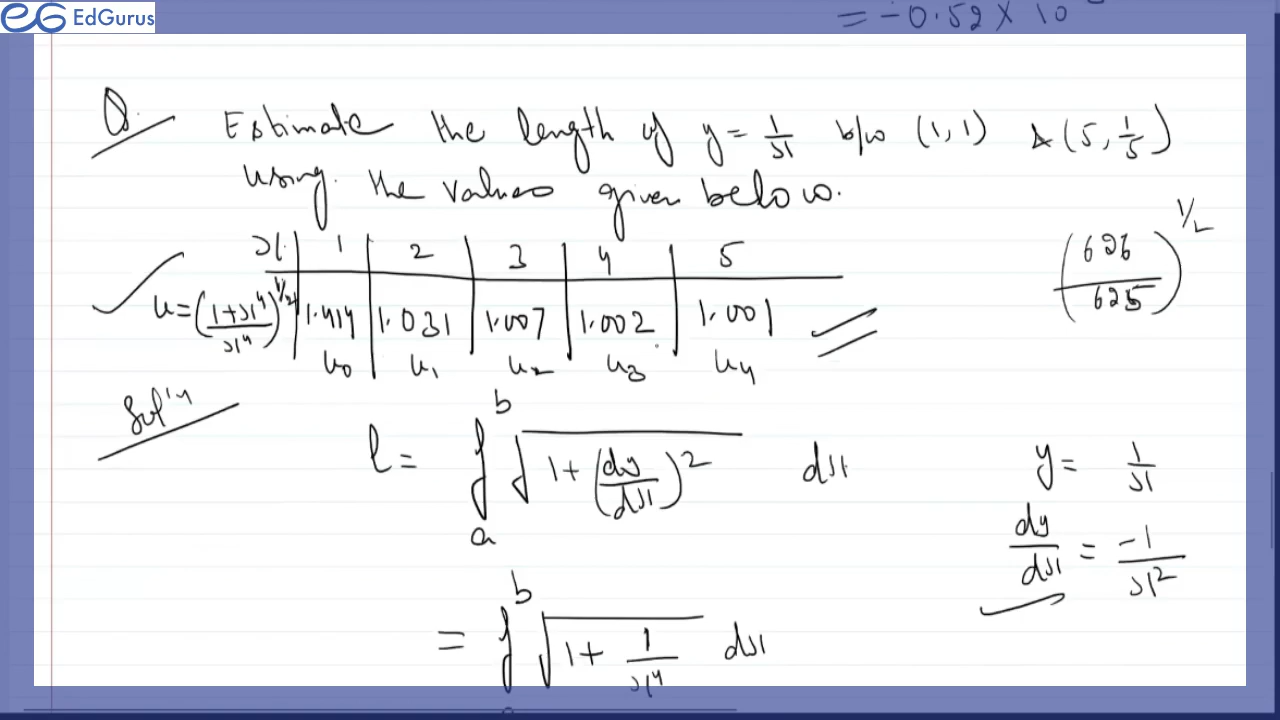 EdGurus
= -0.52 X 10
Q. Estimate the length of y = 1/x b/w (1, 1) & (5, 1/5)
using the values given below.
x | 1 | 2 | 3 | 4 | 5
u = ((1+x⁴)/x⁴)^1/2 | 1.414 | 1.031 | 1.007 | 1.002 | 1.001
u₀ u₁ u₂ u₃ u₄
(626/625)^1/2
Sol'n
l = ∫ₐᵇ √(1 + (dy/dx)²) dx
y = 1/x
dy/dx = -1/x²
= ∫ᵇ √(1 + 1/x⁴) dx